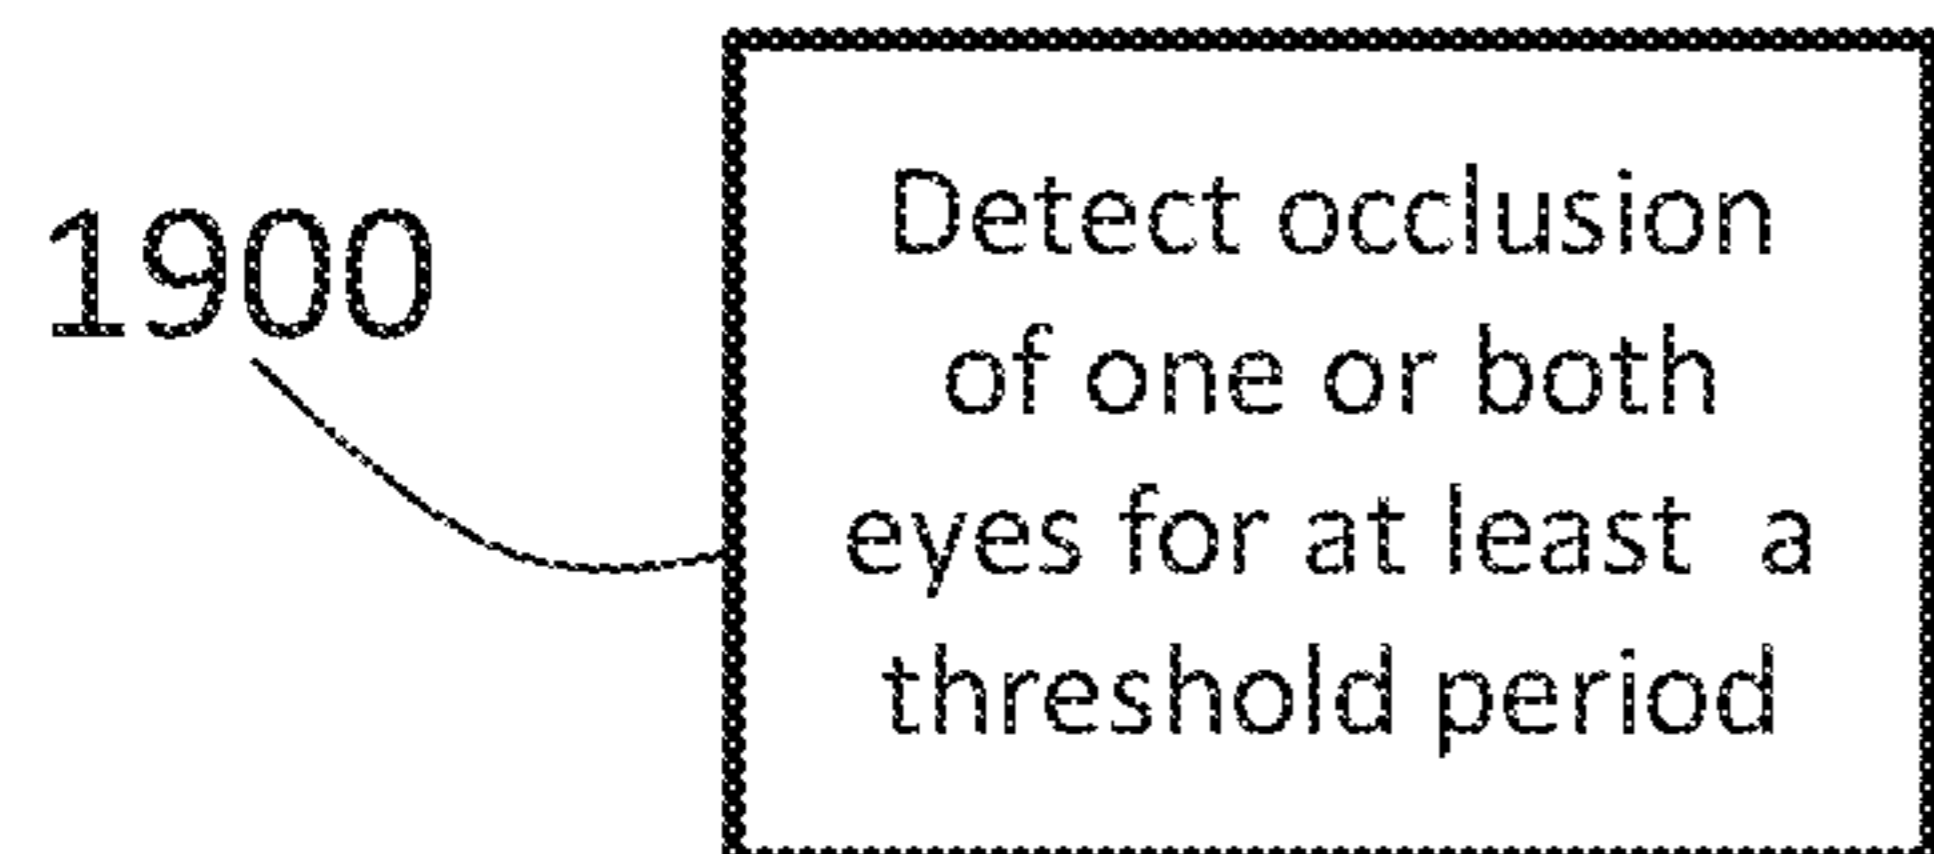 1900
Detect occlusion
of one or both
eyes for at least a
threshold period